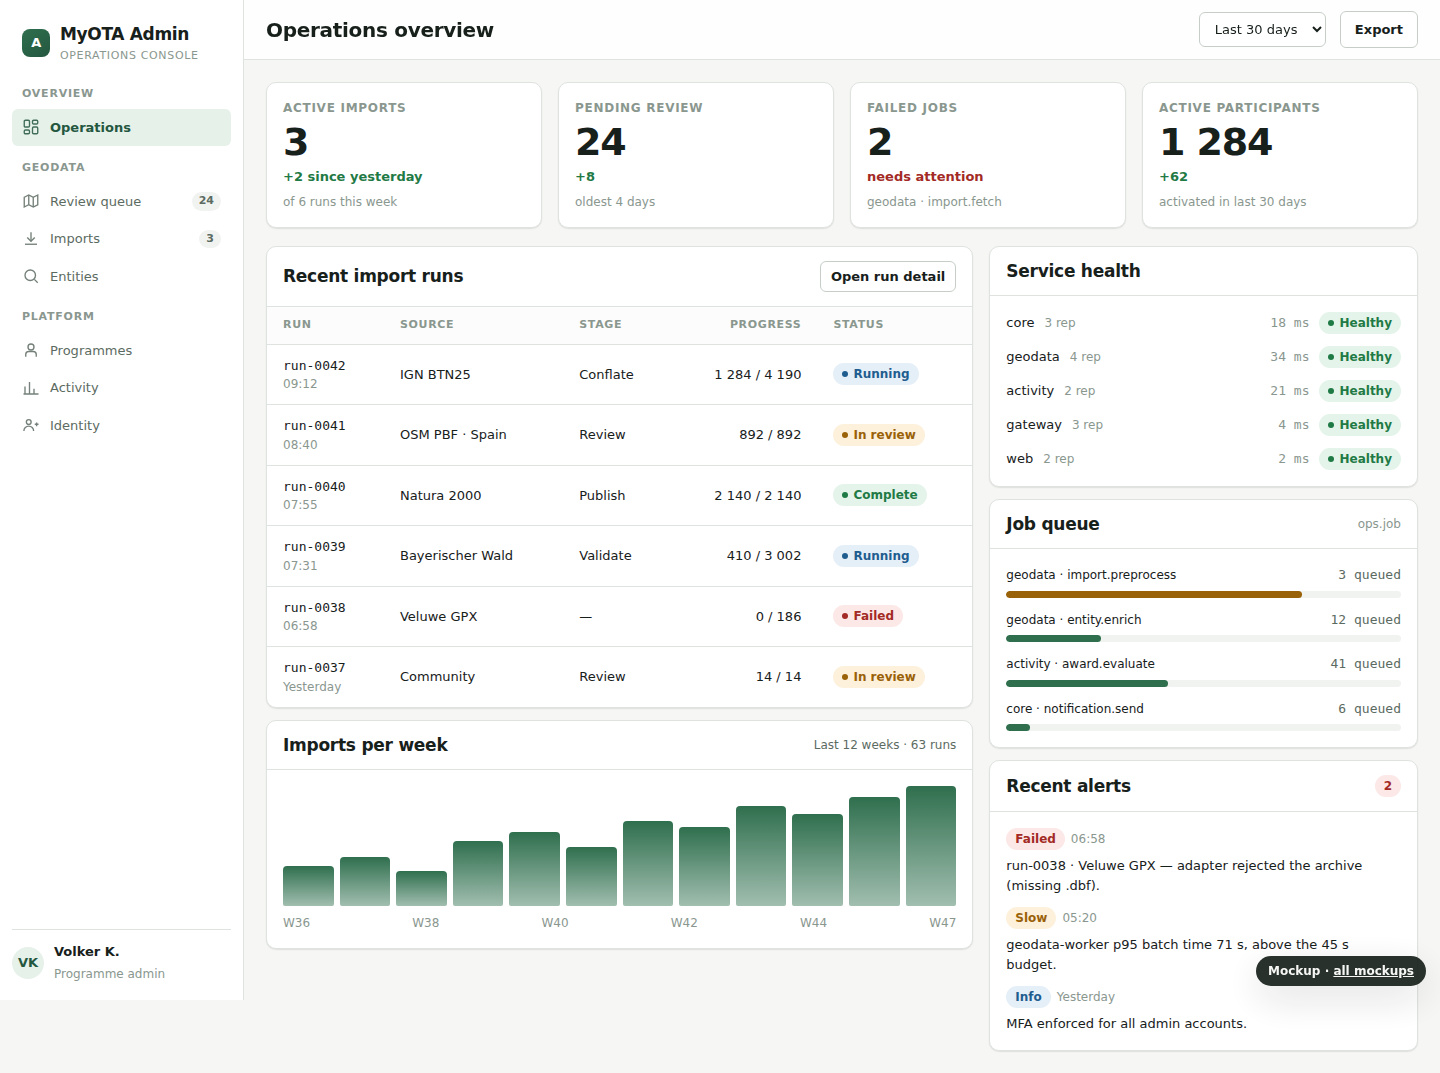 A
MyOTA Admin
OPERATIONS CONSOLE
OVERVIEW
Operations
GEODATA
Review queue 24
Imports 3
Entities
PLATFORM
Programmes
Activity
Identity
VK
Volker K.
Programme admin
Operations overview
Last 30 days
Export
ACTIVE IMPORTS
3
+2 since yesterday
of 6 runs this week
PENDING REVIEW
24
+8
oldest 4 days
FAILED JOBS
2
needs attention
geodata · import.fetch
ACTIVE PARTICIPANTS
1 284
+62
activated in last 30 days
Recent import runs
Open run detail
RUN SOURCE STAGE PROGRESS STATUS
run-0042
09:12
IGN BTN25 Conflate 1 284 / 4 190 Running
run-0041
08:40
OSM PBF · Spain Review 892 / 892 In review
run-0040
07:55
Natura 2000 Publish 2 140 / 2 140 Complete
run-0039
07:31
Bayerischer Wald Validate 410 / 3 002 Running
run-0038
06:58
Veluwe GPX — 0 / 186 Failed
run-0037
Yesterday
Community Review 14 / 14 In review
Imports per week
Last 12 weeks · 63 runs
W36 W38 W40 W42 W44 W47
Service health
core 3 rep 18 ms Healthy
geodata 4 rep 34 ms Healthy
activity 2 rep 21 ms Healthy
gateway 3 rep 4 ms Healthy
web 2 rep 2 ms Healthy
Job queue
ops.job
geodata · import.preprocess 3 queued
geodata · entity.enrich 12 queued
activity · award.evaluate 41 queued
core · notification.send 6 queued
Recent alerts
2
Failed 06:58
run-0038 · Veluwe GPX — adapter rejected the archive
(missing .dbf).
Slow 05:20
geodata-worker p95 batch time 71 s, above the 45 s
budget.
Info Yesterday
MFA enforced for all admin accounts.
Mockup · all mockups